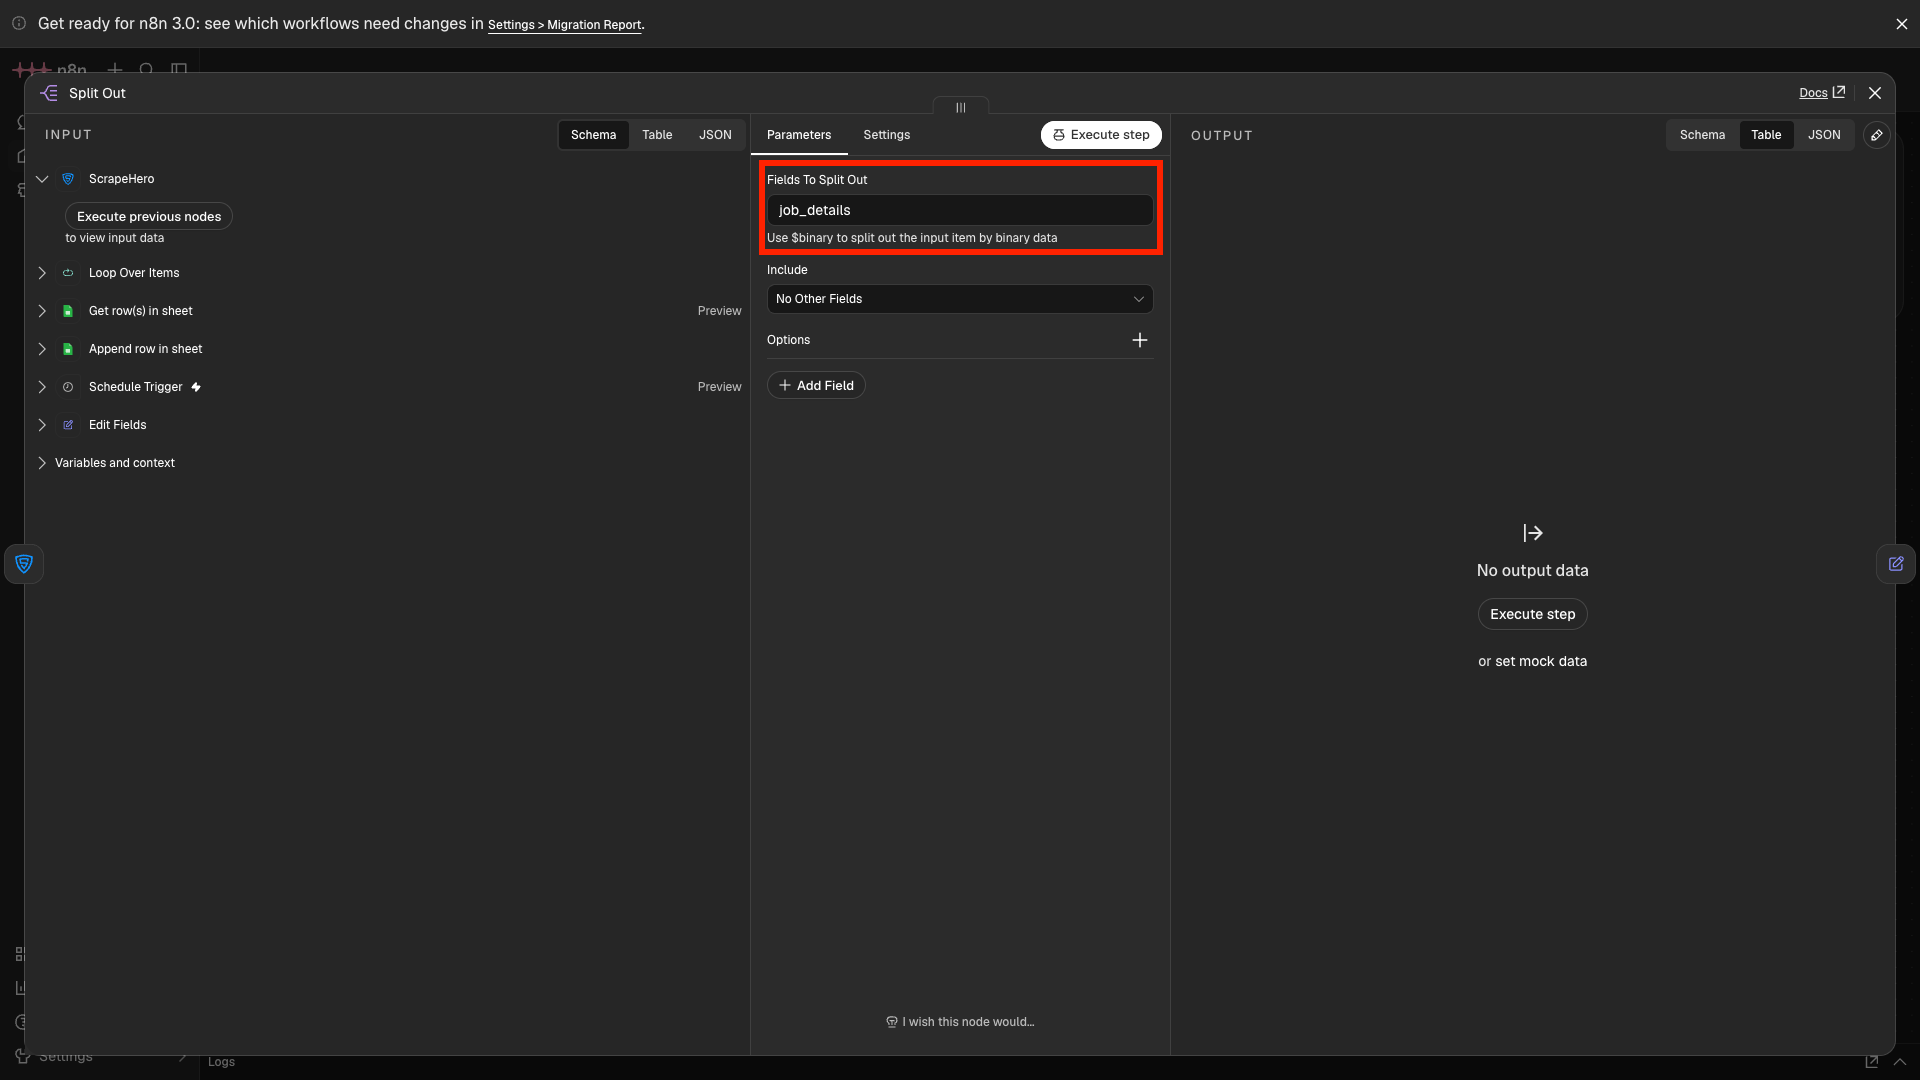 Get ready for n8n 3.0: see which workflows need changes in Settings > Migration Report.
n8n
Split Out
Docs
INPUT
Schema
Table
JSON
Parameters
Settings
Execute step
OUTPUT
Schema
Table
JSON
ScrapeHero
Execute previous nodes
to view input data
Loop Over Items
Get row(s) in sheet
Preview
Append row in sheet
Schedule Trigger
Preview
Edit Fields
Variables and context
Fields To Split Out
job_details
Use $binary to split out the input item by binary data
Include
No Other Fields
Options
Add Field
No output data
Execute step
or set mock data
I wish this node would...
Settings
Logs